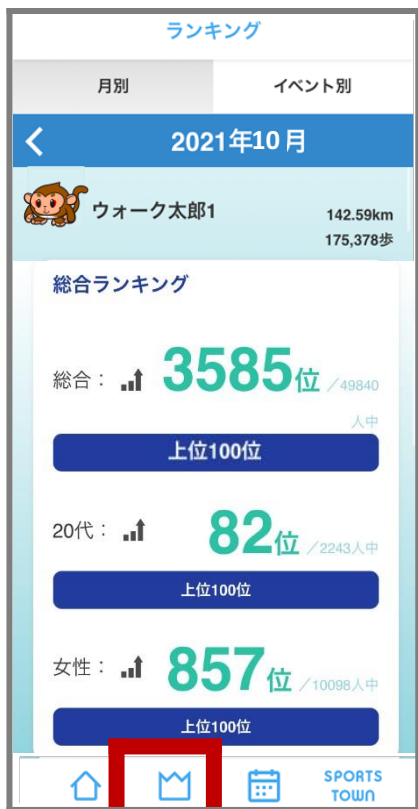 ランキング
月別 イベント別
2021年10月
ウォーク太郎1 142.59km
175,378歩
総合ランキング
総合： 3585位 ／49840
人中
上位100位
20代： 82位 ／2243人中
上位100位
女性： 857位 ／10098人中
上位100位
SPORTS
TOWN